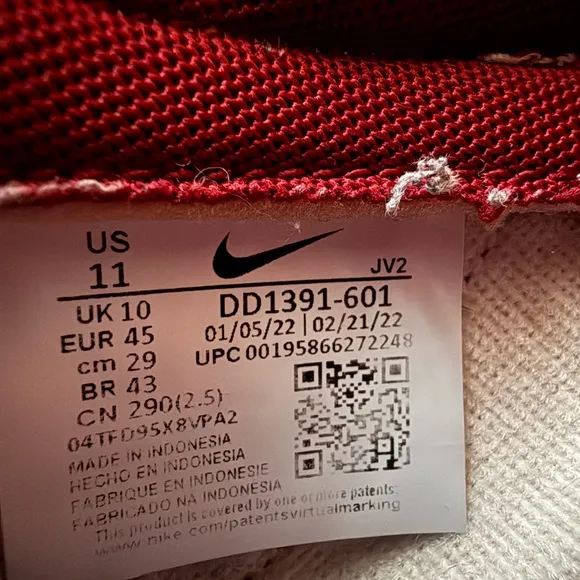 US
11
UK 10
EUR 45
cm 29
BR 43
CN 290(2.5)
04TFD95X8VPA2
MADE IN INDONESIA
HECHO EN INDONESIA
FABRIQUE EN INDONESIE
FABRICADO NA INDONESIA
This product is covered by one or more patents:
www.nike.com/patentsvirtualmarking
JV2
DD1391-601
01/05/22 | 02/21/22
UPC 00195866272248